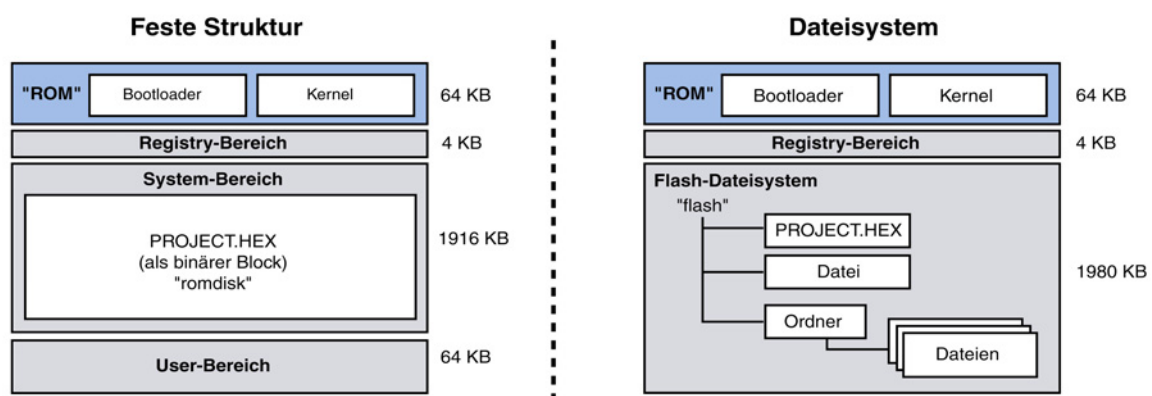 Feste Struktur
"ROM"
Bootloader
Kernel
64 KB
Registry-Bereich
4 KB
System-Bereich
PROJECT.HEX
(als binärer Block)
"romdisk"
1916 KB
User-Bereich
64 KB
Dateisystem
"ROM"
Bootloader
Kernel
64 KB
Registry-Bereich
4 KB
Flash-Dateisystem
"flash"
PROJECT.HEX
Datei
1980 KB
Ordner
Dateien